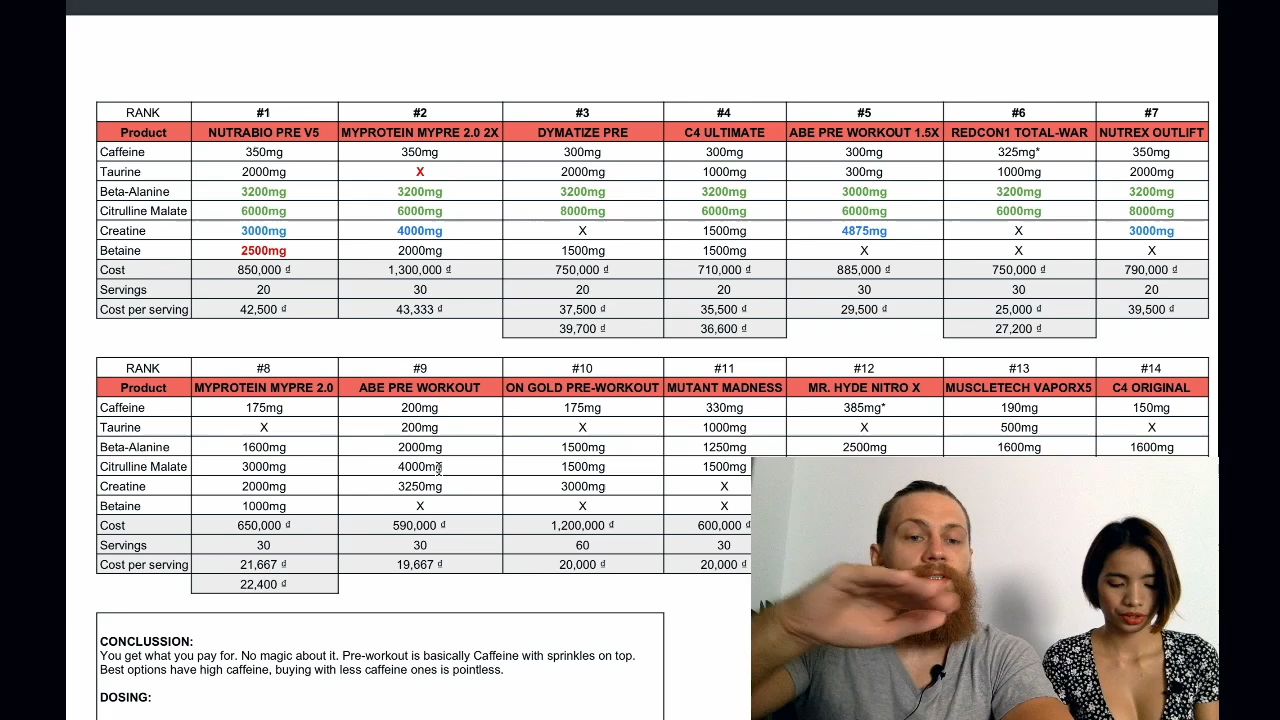 RANK #1 #2 #3 #4 #5 #6 #7
Product NUTRABIO PRE V5 MYPROTEIN MYPRE 2.0 2X DYMATIZE PRE C4 ULTIMATE ABE PRE WORKOUT 1.5X REDCON1 TOTAL-WAR NUTREX OUTLIFT
Caffeine 350mg 350mg 300mg 300mg 300mg 325mg* 350mg
Taurine 2000mg X 2000mg 1000mg 300mg 1000mg 2000mg
Beta-Alanine 3200mg 3200mg 3200mg 3200mg 3000mg 3200mg 3200mg
Citrulline Malate 6000mg 6000mg 8000mg 6000mg 6000mg 6000mg 8000mg
Creatine 3000mg 4000mg X 1500mg 4875mg X 3000mg
Betaine 2500mg 2000mg 1500mg 1500mg X X X
Cost 850,000 ₫ 1,300,000 ₫ 750,000 ₫ 710,000 ₫ 885,000 ₫ 750,000 ₫ 790,000 ₫
Servings 20 30 20 20 30 30 20
Cost per serving 42,500 ₫ 43,333 ₫ 37,500 ₫ 35,500 ₫ 29,500 ₫ 25,000 ₫ 39,500 ₫
39,700 ₫ 36,600 ₫ 27,200 ₫
RANK #8 #9 #10 #11 #12 #13 #14
Product MYPROTEIN MYPRE 2.0 ABE PRE WORKOUT ON GOLD PRE-WORKOUT MUTANT MADNESS MR. HYDE NITRO X MUSCLETECH VAPORX5 C4 ORIGINAL
Caffeine 175mg 200mg 175mg 330mg 385mg* 190mg 150mg
Taurine X 200mg X 1000mg X 500mg X
Beta-Alanine 1600mg 2000mg 1500mg 1250mg 2500mg 1600mg 1600mg
Citrulline Malate 3000mg 4000mg 1500mg 1500mg
Creatine 2000mg 3250mg 3000mg X
Betaine 1000mg X X X
Cost 650,000 ₫ 590,000 ₫ 1,200,000 ₫ 600,000 ₫
Servings 30 30 60 30
Cost per serving 21,667 ₫ 19,667 ₫ 20,000 ₫ 20,000 ₫
22,400 ₫
CONCLUSSION:
You get what you pay for. No magic about it. Pre-workout is basically Caffeine with sprinkles on top.
Best options have high caffeine, buying with less caffeine ones is pointless.
DOSING: